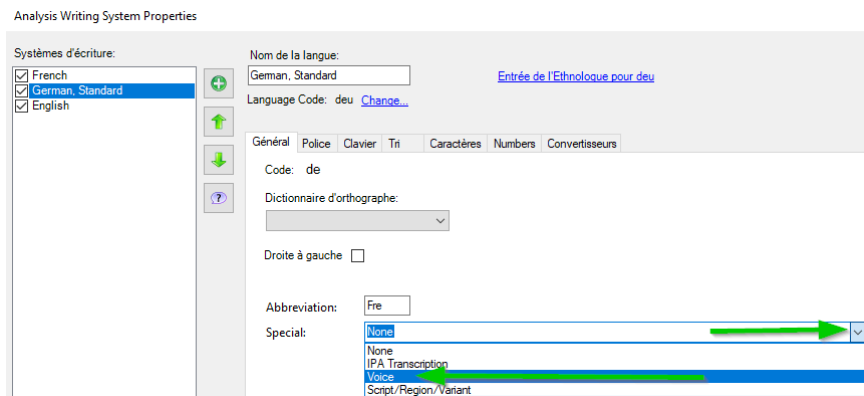 Analysis Writing System Properties
Systèmes d'écriture:
French
German, Standard
English
Nom de la langue:
German, Standard
Entrée de l'Ethnologue pour deu
Language Code: deu Change...
Général Police Clavier Tri Caractères Numbers Convertisseurs
Code: de
Dictionnaire d'orthographe:
Droite à gauche
Abbreviation: Fre
Special: None
None
IPA Transcription
Voice
Script/Region/Variant